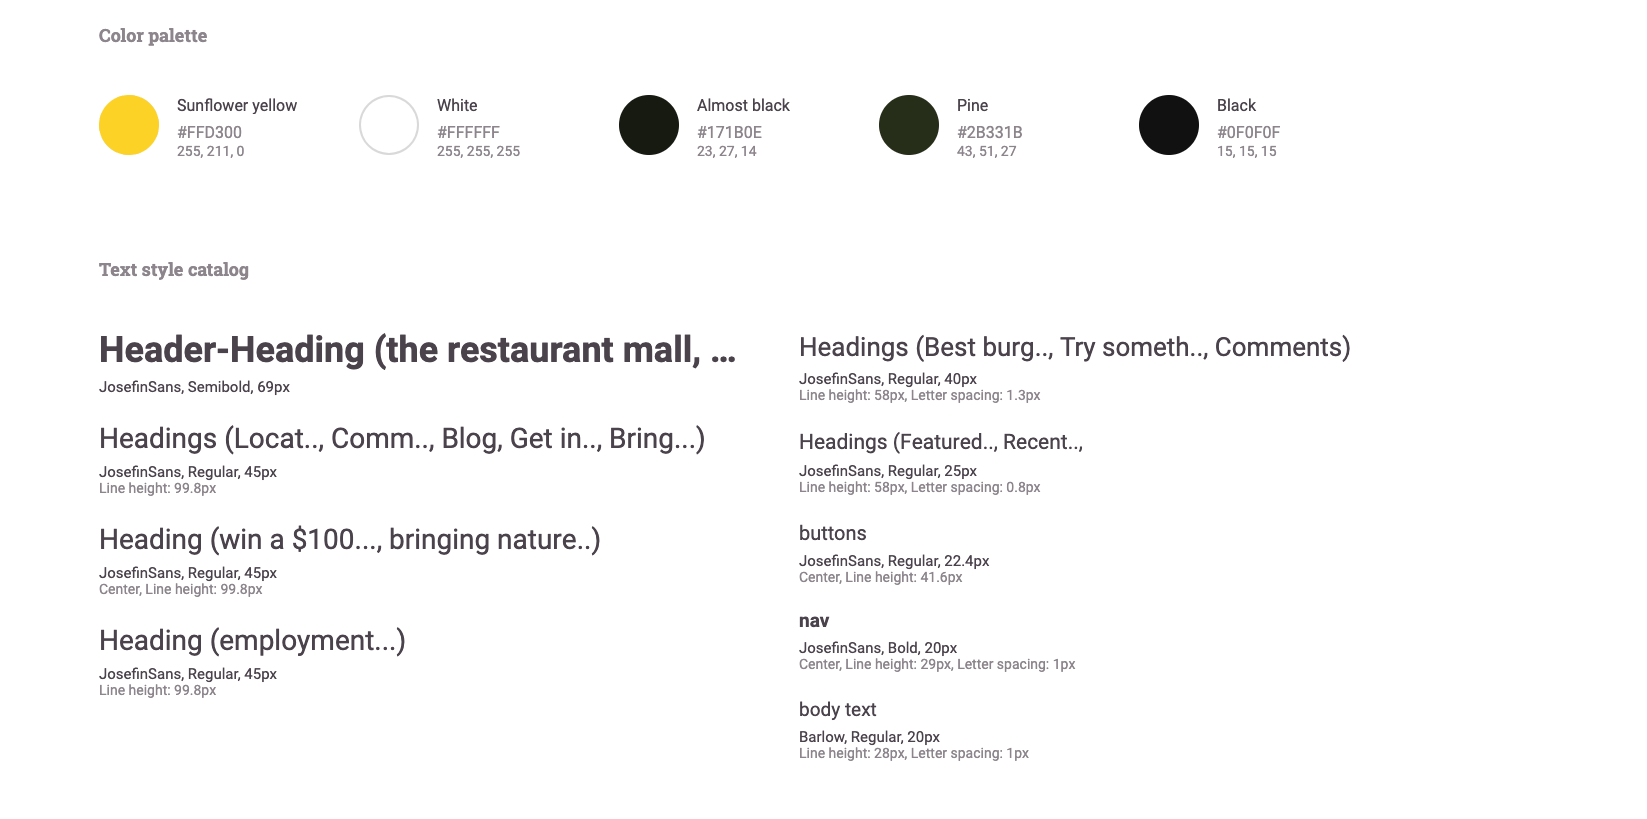 Color palette
Sunflower yellow
#FFD300
255, 211, 0
White
#FFFFFF
255, 255, 255
Almost black
#171B0E
23, 27, 14
Pine
#2B331B
43, 51, 27
Black
#0F0F0F
15, 15, 15
Text style catalog
Header-Heading (the restaurant mall, ...
JosefinSans, Semibold, 69px
Headings (Locat.., Comm.., Blog, Get in.., Bring...)
JosefinSans, Regular, 45px
Line height: 99.8px
Heading (win a $100..., bringing nature..)
JosefinSans, Regular, 45px
Center, Line height: 99.8px
Heading (employment...)
JosefinSans, Regular, 45px
Line height: 99.8px
Headings (Best burg.., Try someth.., Comments)
JosefinSans, Regular, 40px
Line height: 58px, Letter spacing: 1.3px
Headings (Featured.., Recent..,
JosefinSans, Regular, 25px
Line height: 58px, Letter spacing: 0.8px
buttons
JosefinSans, Regular, 22.4px
Center, Line height: 41.6px
nav
JosefinSans, Bold, 20px
Center, Line height: 29px, Letter spacing: 1px
body text
Barlow, Regular, 20px
Line height: 28px, Letter spacing: 1px